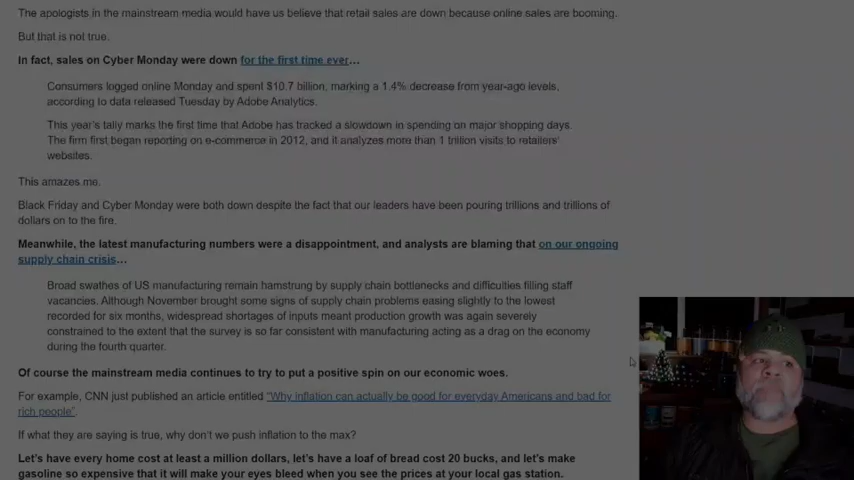 The apologists in the mainstream media would have us believe that retail sales are down because online sales are booming.
But that is not true.
In fact, sales on Cyber Monday were down for the first time ever…
Consumers logged online Monday and spent $10.7 billion, marking a 1.4% decrease from year-ago levels,
according to data released Tuesday by Adobe Analytics.
This year's tally marks the first time that Adobe has tracked a slowdown in spending on major shopping days.
The firm first began reporting on e-commerce in 2012, and it analyzes more than 1 trillion visits to retailers'
websites.
This amazes me.
Black Friday and Cyber Monday were both down despite the fact that our leaders have been pouring trillions and trillions of
dollars on to the fire.
Meanwhile, the latest manufacturing numbers were a disappointment, and analysts are blaming that on our ongoing
supply chain crisis…
Broad swathes of US manufacturing remain hamstrung by supply chain bottlenecks and difficulties filling staff
vacancies. Although November brought some signs of supply chain problems easing slightly to the lowest
recorded for six months, widespread shortages of inputs meant production growth was again severely
constrained to the extent that the survey is so far consistent with manufacturing acting as a drag on the economy
during the fourth quarter.
Of course the mainstream media continues to try to put a positive spin on our economic woes.
For example, CNN just published an article entitled "Why inflation can actually be good for everyday Americans and bad for
rich people".
If what they are saying is true, why don't we push inflation to the max?
Let's have every home cost at least a million dollars, let's have a loaf of bread cost 20 bucks, and let's make
gasoline so expensive that it will make your eyes bleed when you see the prices at your local gas station.